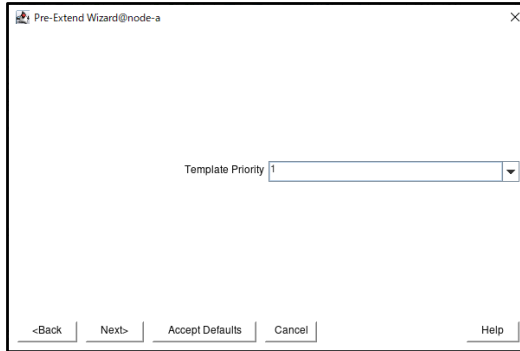 Pre-Extend Wizard@node-a
Template Priority 1
<Back Next> Accept Defaults Cancel Help